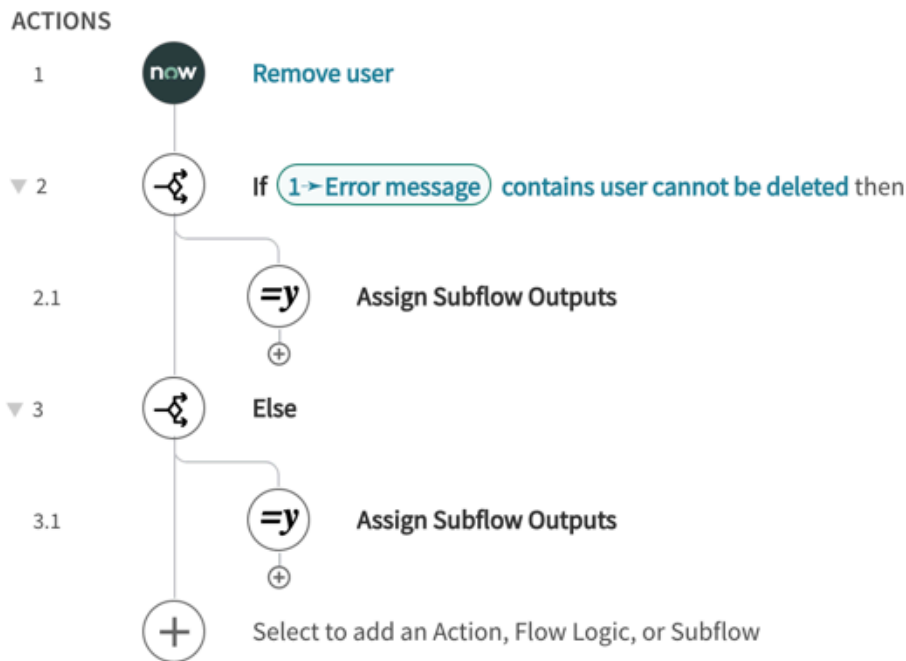 ACTIONS
1 now Remove user
2 If 1➛Error message contains user cannot be deleted then
2.1 =y Assign Subflow Outputs
3 Else
3.1 =y Assign Subflow Outputs
Select to add an Action, Flow Logic, or Subflow